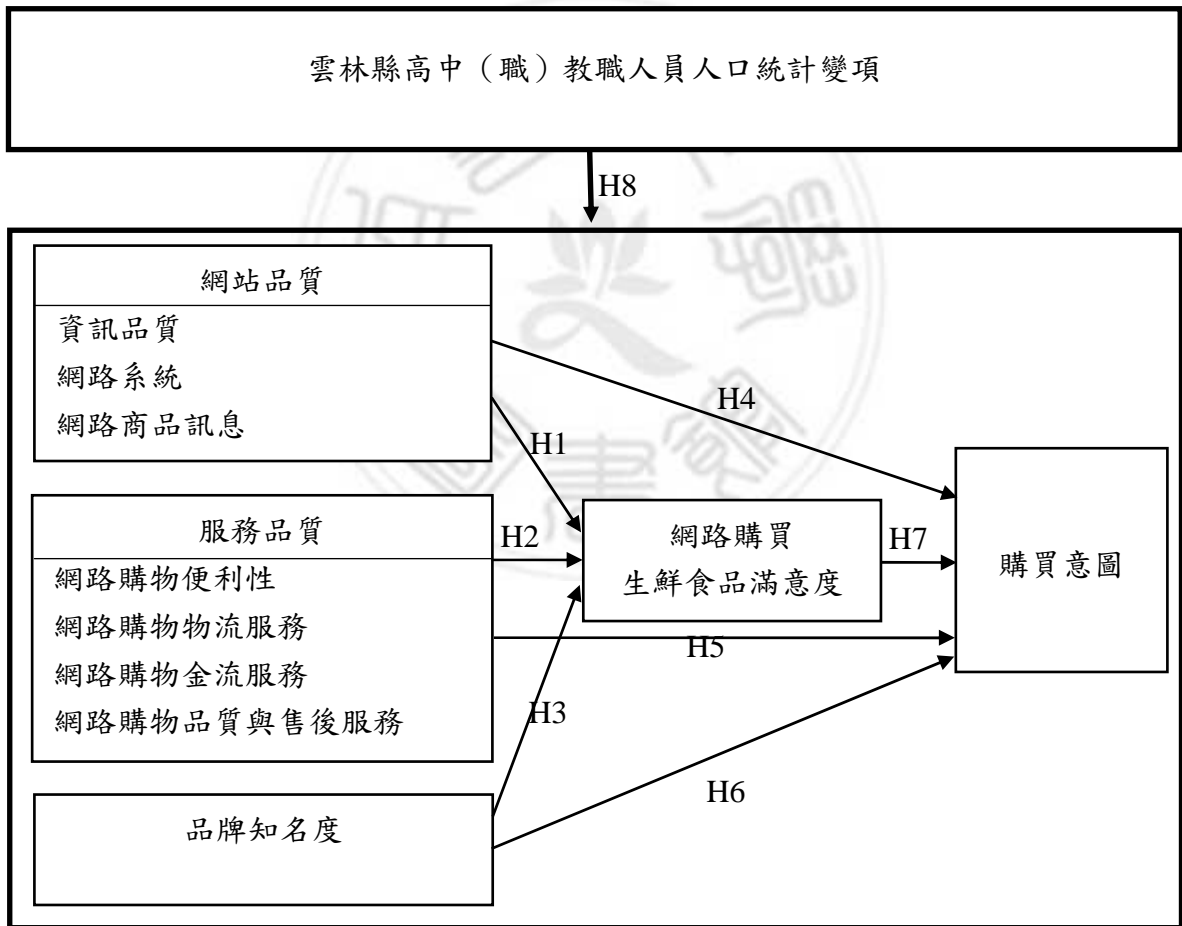 雲林縣高中（職）教職人員人口統計變項
H8
網站品質
資訊品質
網路系統
網路商品訊息
H4
H1
服務品質
網路購物便利性
網路購物物流服務
網路購物金流服務
網路購物品質與售後服務
H2
網路購買
生鮮食品滿意度
H7
購買意圖
H5
H3
品牌知名度
H6